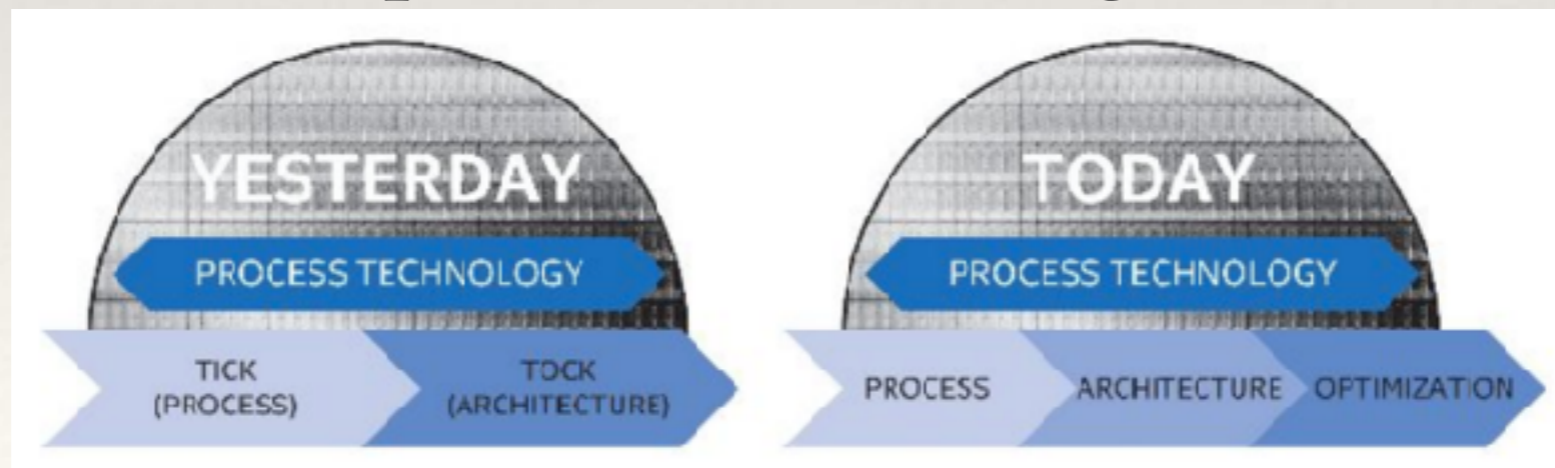 YESTERDAY
PROCESS TECHNOLOGY
TICK
(PROCESS)
TOCK
(ARCHITECTURE)
TODAY
PROCESS TECHNOLOGY
PROCESS
ARCHITECTURE
OPTIMIZATION